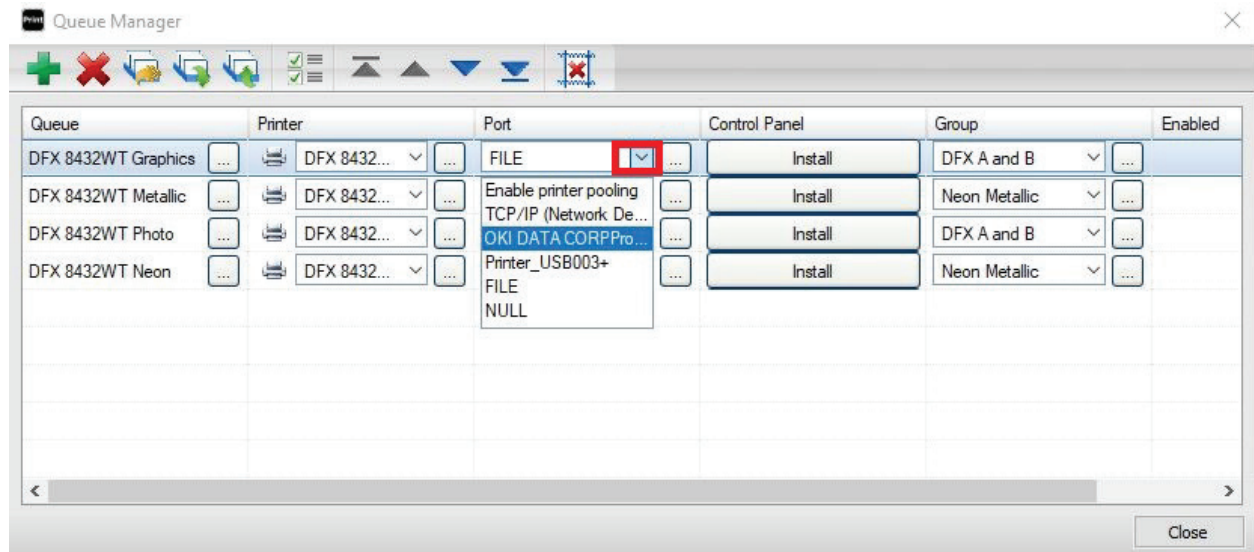 Print Queue Manager
Queue Printer Port Control Panel Group Enabled
DFX 8432WT Graphics ... DFX 8432... FILE ... Install DFX A and B ...
DFX 8432WT Metallic ... DFX 8432... ... Enable printer pooling ... Install Neon Metallic ...
TCP/IP (Network De...
DFX 8432WT Photo ... DFX 8432... ... OKI DATA CORPPro... ... Install DFX A and B ...
DFX 8432WT Neon ... DFX 8432... ... Printer_USB003+ ... Install Neon Metallic ...
FILE
NULL
Close